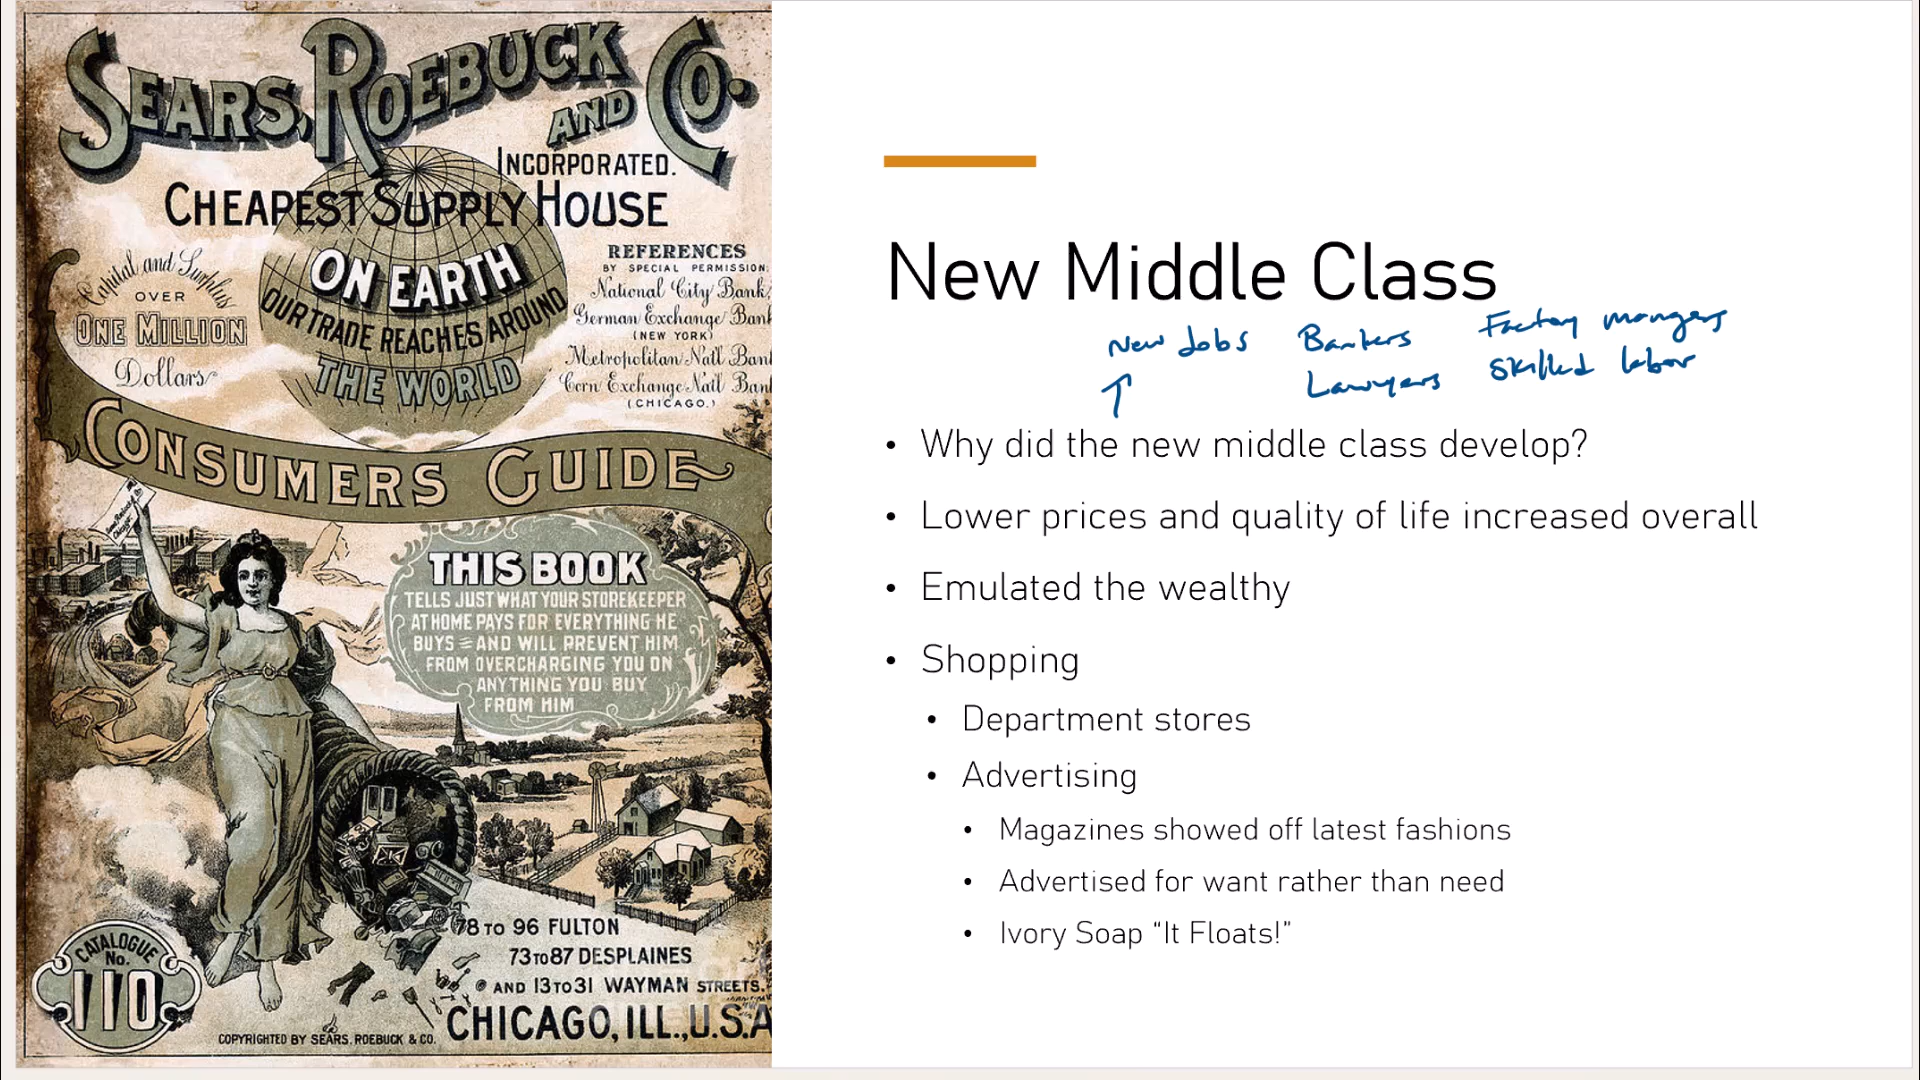 SEARS, ROEBUCK AND CO.
INCORPORATED.
CHEAPEST SUPPLY HOUSE
ON EARTH
OUR TRADE REACHES AROUND
THE WORLD
Capital and Surplus
OVER
ONE MILLION
Dollars
REFERENCES
BY SPECIAL PERMISSION:
National City Bank,
German Exchange Bank
(NEW YORK)
Metropolitan Nat'l Bank
Corn Exchange Nat'l Bank
(CHICAGO.)
CONSUMERS GUIDE
THIS BOOK
TELLS JUST WHAT YOUR STOREKEEPER
AT HOME PAYS FOR EVERYTHING HE
BUYS = AND WILL PREVENT HIM
FROM OVERCHARGING YOU ON
ANYTHING YOU BUY
FROM HIM
78 TO 96 FULTON
73 TO 87 DESPLAINES
AND 13 TO 31 WAYMAN STREETS.
CHICAGO, ILL., U.S.A
CATALOGUE
No.
110
COPYRIGHTED BY SEARS, ROEBUCK & CO.
New Middle Class
New Jobs Bankers Factory mangers
Lawyers Skilled labor
• Why did the new middle class develop?
• Lower prices and quality of life increased overall
• Emulated the wealthy
• Shopping
• Department stores
• Advertising
• Magazines showed off latest fashions
• Advertised for want rather than need
• Ivory Soap “It Floats!”